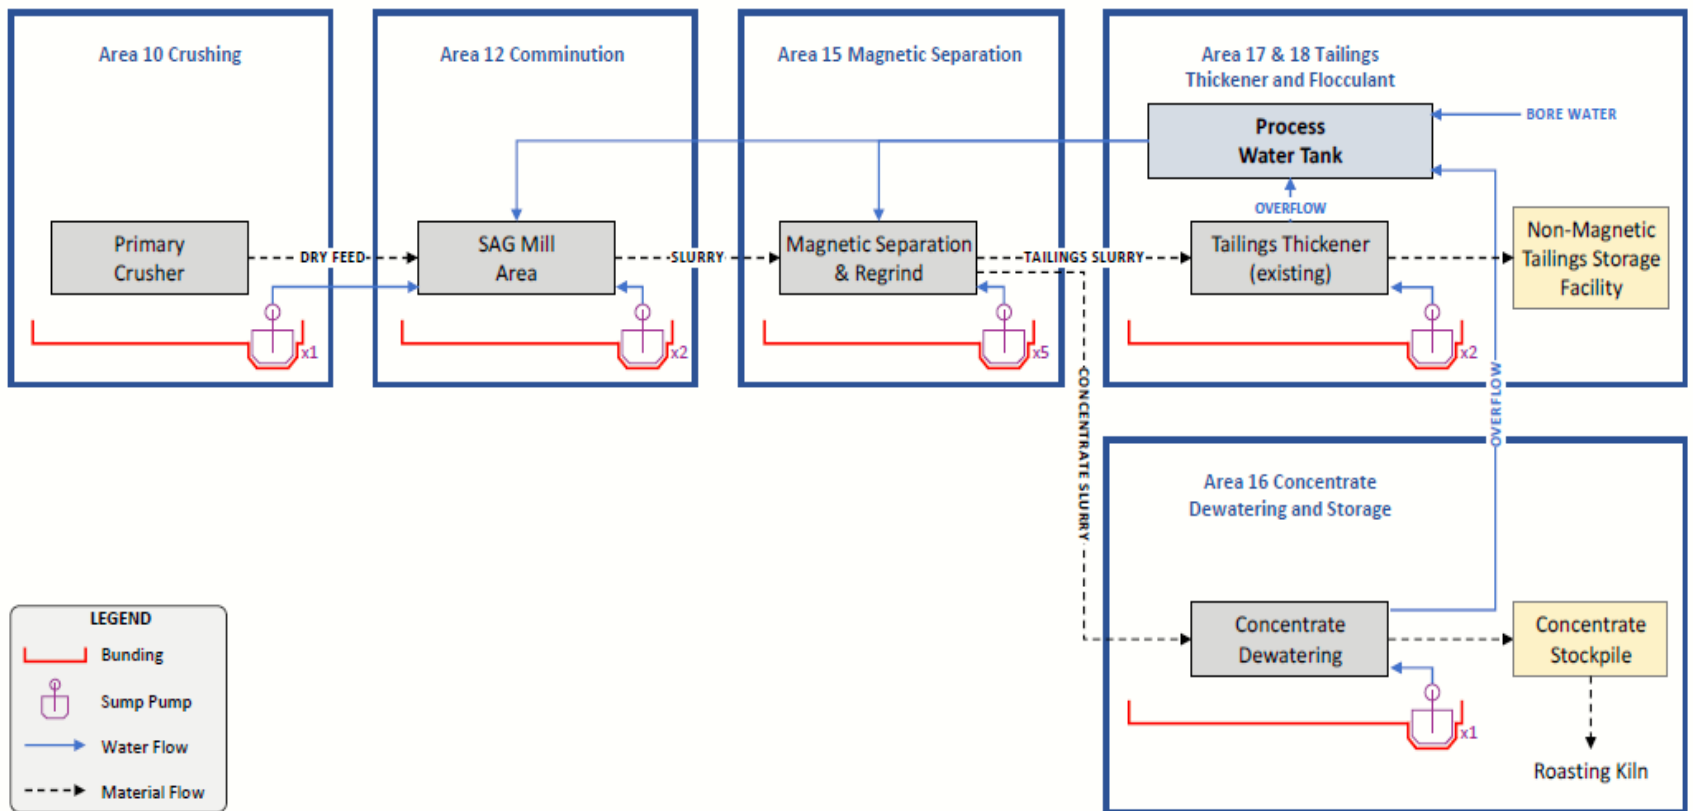 Area 10 Crushing
Primary
Crusher
x1
DRY FEED
Area 12 Comminution
SAG Mill
Area
x2
SLURRY
Area 15 Magnetic Separation
Magnetic Separation
& Regrind
x5
TAILINGS SLURRY
CONCENTRATE SLURRY
Area 17 & 18 Tailings
Thickener and Flocculant
Process
Water Tank
BORE WATER
OVERFLOW
Tailings Thickener
(existing)
x2
Non-Magnetic
Tailings Storage
Facility
OVERFLOW
Area 16 Concentrate
Dewatering and Storage
Concentrate
Dewatering
x1
Concentrate
Stockpile
Roasting Kiln
LEGEND
Bunding
Sump Pump
Water Flow
Material Flow